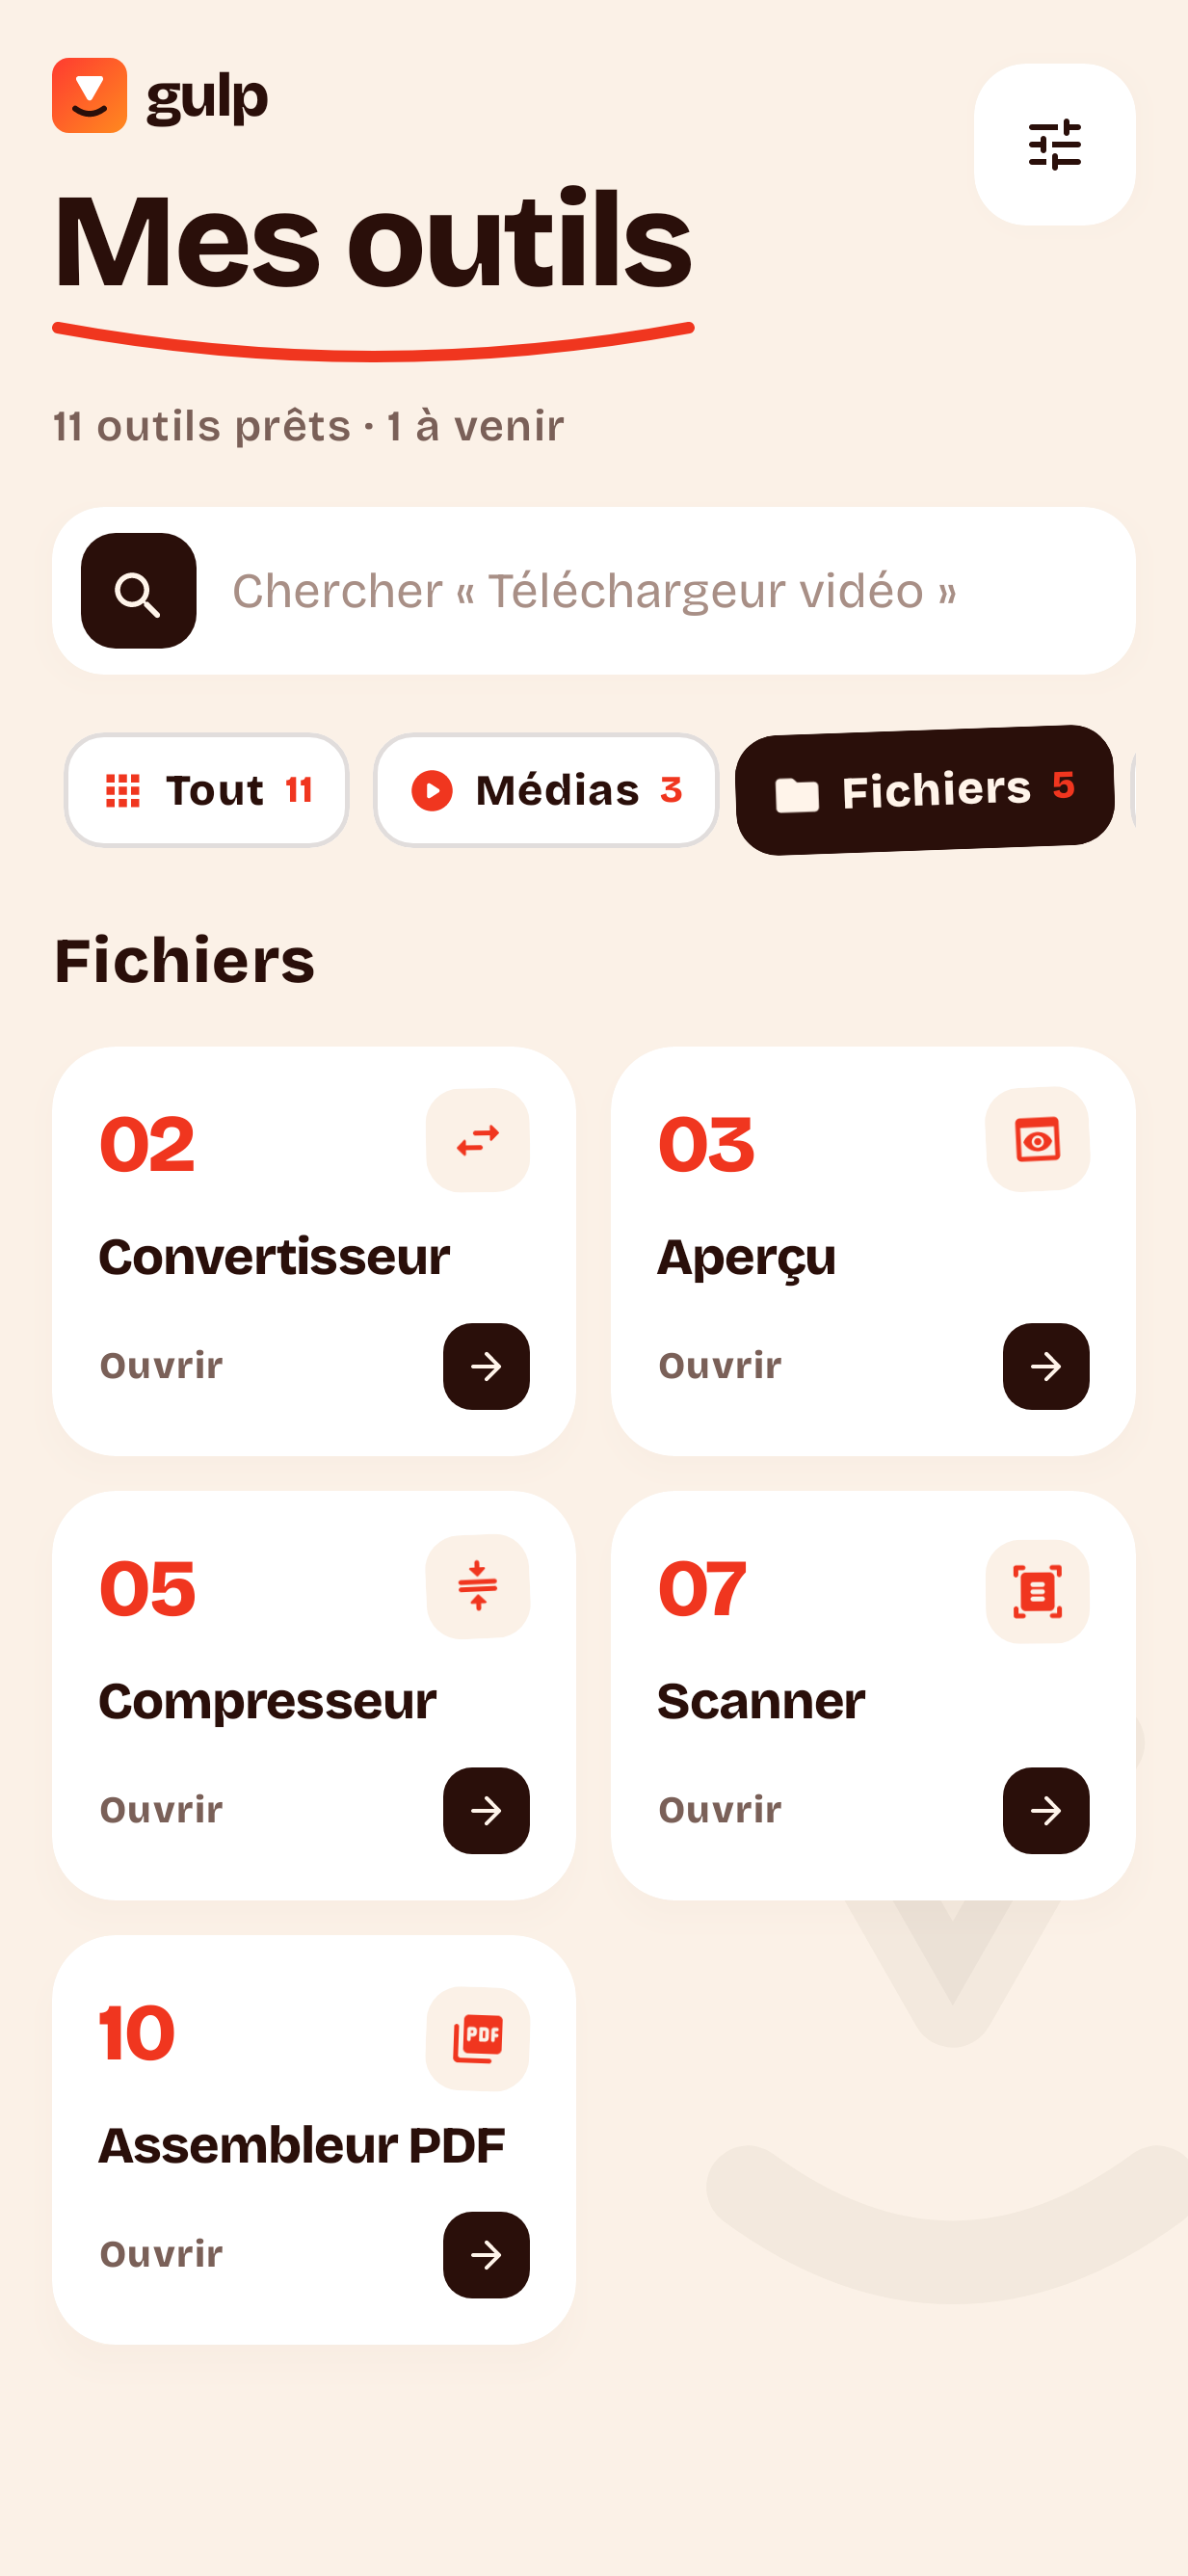 gulp
Mes outils
11 outils prêts · 1 à venir
Chercher « Téléchargeur vidéo »
Tout 11 Médias 3 Fichiers 5
Fichiers
02 03
Convertisseur Aperçu
Ouvrir Ouvrir
05 07
Compresseur Scanner
Ouvrir Ouvrir
10
PDF
Assembleur PDF
Ouvrir